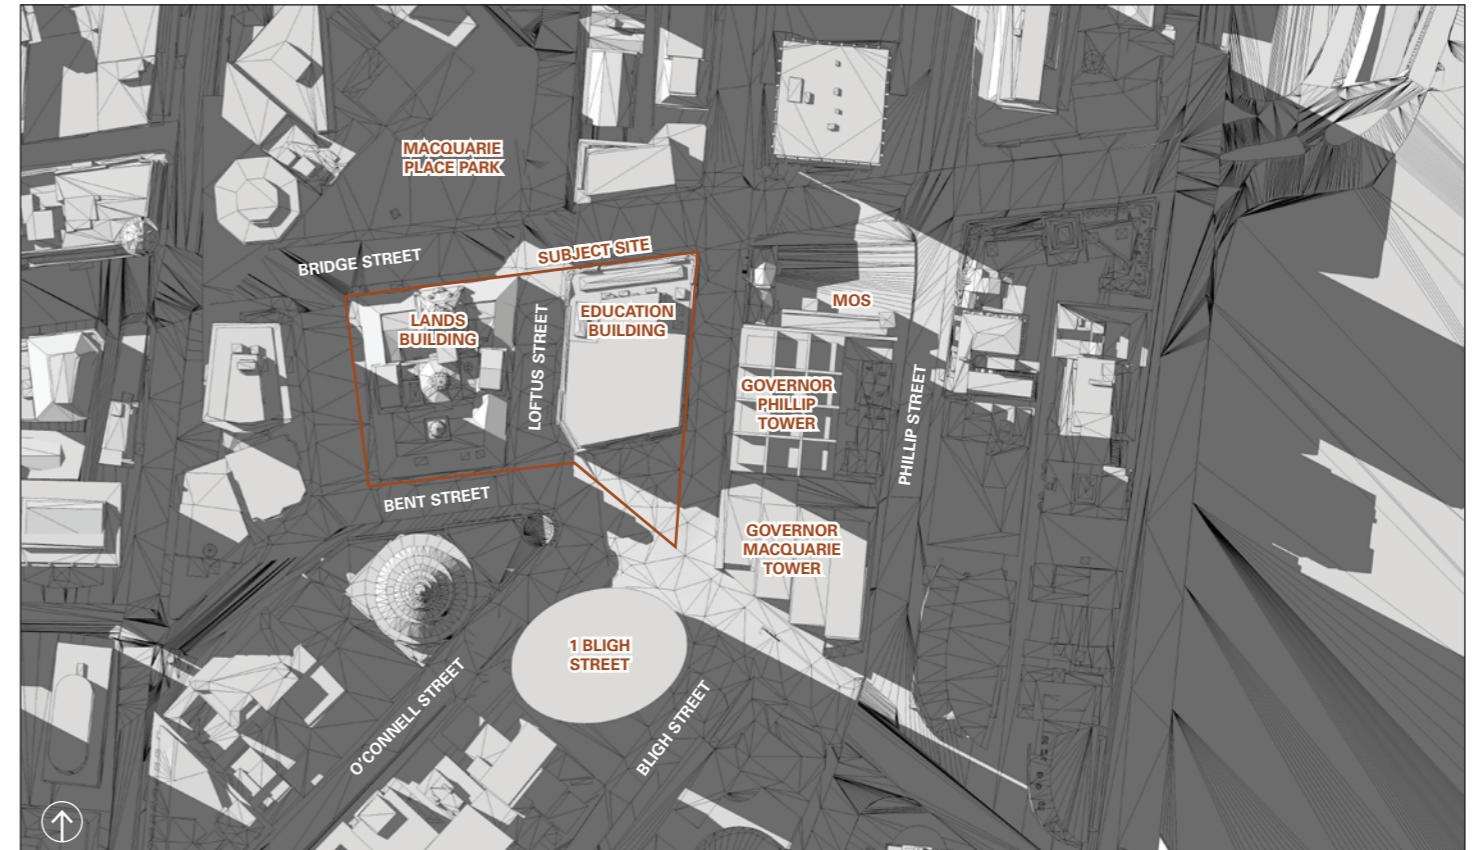 MACQUARIE
PLACE PARK
BRIDGE STREET
SUBJECT SITE
LANDS
BUILDING
LOFTUS STREET
EDUCATION
BUILDING
MOS
GOVERNOR
PHILLIP
TOWER
PHILLIP STREET
BENT STREET
GOVERNOR
MACQUARIE
TOWER
1 BLIGH
STREET
O'CONNELL STREET
BLIGH STREET